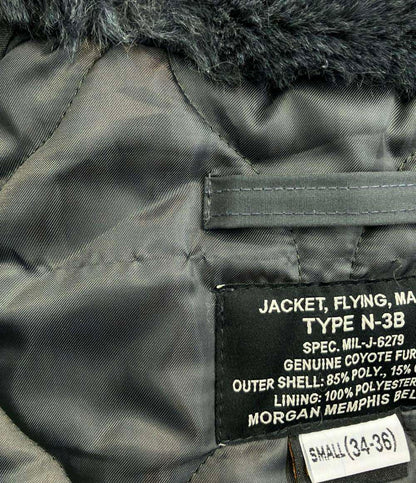 JACKET, FLYING, MA
TYPE N-3B
SPEC. MIL-J-6279
GENUINE COYOTE FUR
OUTER SHELL: 85% POLY., 15% C
LINING: 100% POLYESTER
MORGAN MEMPHIS BEL
SMALL (34-36)